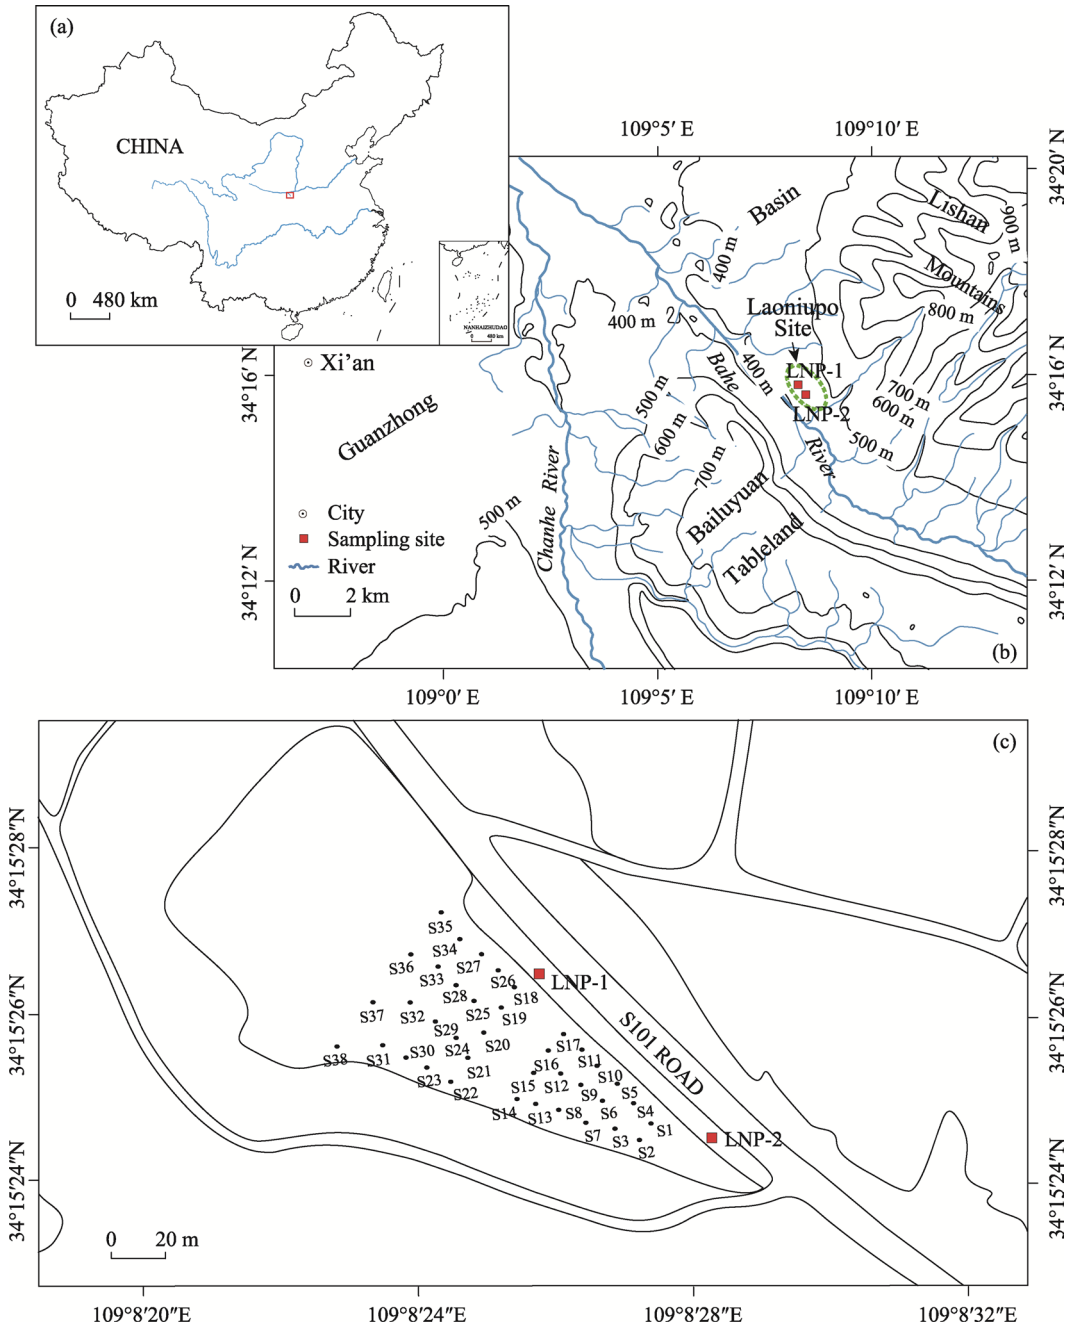 (a)
CHINA
0 480 km
NANHAIZHUDAO
0 480 km
109°5′ E
109°10′ E
34°20′ N
34°16′ N
34°12′ N
34°16′ N
34°12′ N
109°0′ E
109°5′ E
109°10′ E
Basin
Lishan
Mountains
900 m
400 m
800 m
Laoniupo
Site
400 m
LNP-1
LNP-2
Xi’an
Guanzhong
Bahe
River
400 m
500 m
600 m
700 m
700 m
600 m
500 m
Bailuyuan
Tableland
Chanhe River
500 m
City
Sampling site
River
0 2 km
(b)
(c)
34°15′28″N
34°15′26″N
34°15′24″N
34°15′28″N
34°15′26″N
34°15′24″N
S35
S34
S36
S33
S27
S26
LNP-1
S28
S18
S37
S32
S25
S19
S29
S20
S17
S38
S31
S30
S24
S16
S11
S21
S10
S23
S15
S12
S22
S9
S5
S14
S13
S8
S6
S4
S7
S3
S1
S2
S101 ROAD
LNP-2
0 20 m
109°8′20″E
109°8′24″E
109°8′28″E
109°8′32″E